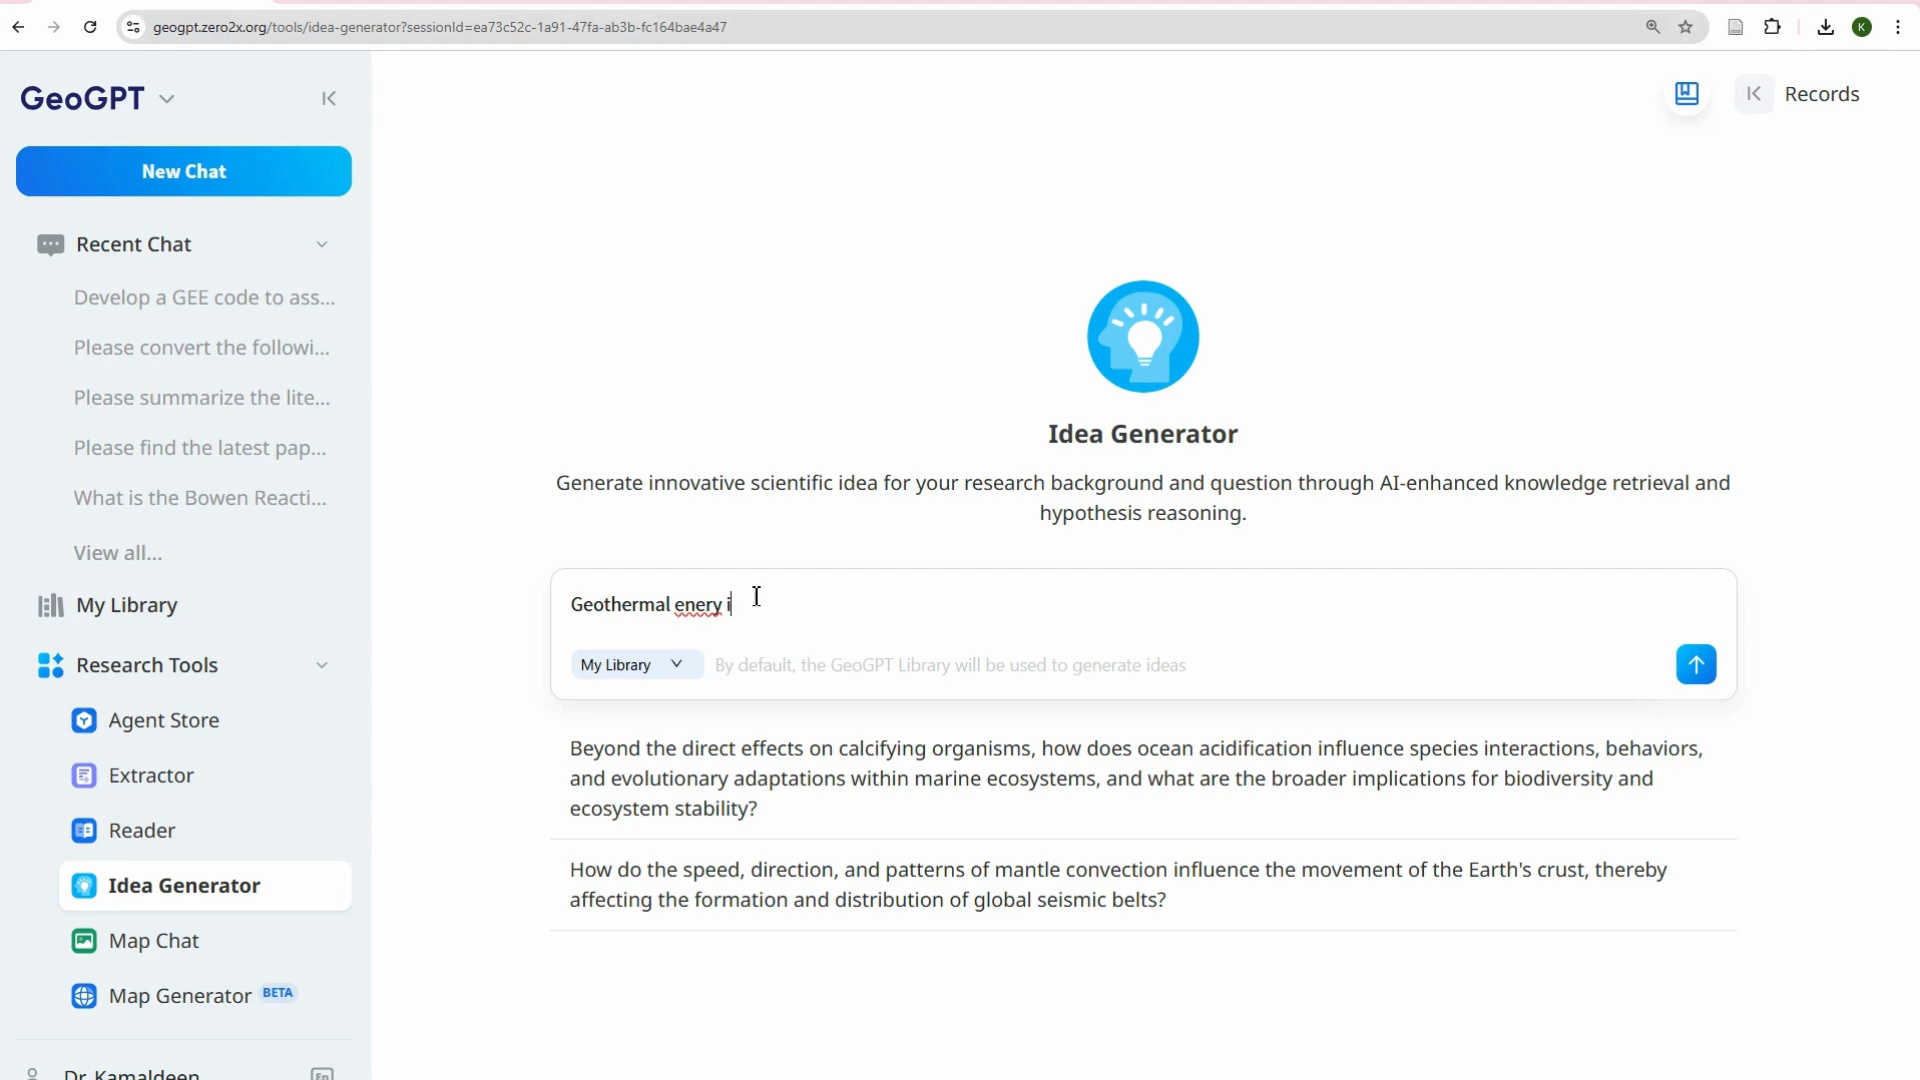 geogpt.zero2x.org/tools/idea-generator?sessionId=ea73c52c-1a91-47fa-ab3b-fc164bae4a47
K
GeoGPT
Records
New Chat
Recent Chat
Develop a GEE code to ass...
Please convert the followi...
Please summarize the lite...
Please find the latest pap...
What is the Bowen Reacti...
View all...
My Library
Research Tools
Agent Store
Extractor
Reader
Idea Generator
Map Chat
Map Generator BETA
Dr. Kamaldeen
En
Idea Generator
Generate innovative scientific idea for your research background and question through AI-enhanced knowledge retrieval and
hypothesis reasoning.
Geothermal enery i
My Library
By default, the GeoGPT Library will be used to generate ideas
Beyond the direct effects on calcifying organisms, how does ocean acidification influence species interactions, behaviors,
and evolutionary adaptations within marine ecosystems, and what are the broader implications for biodiversity and
ecosystem stability?
How do the speed, direction, and patterns of mantle convection influence the movement of the Earth's crust, thereby
affecting the formation and distribution of global seismic belts?